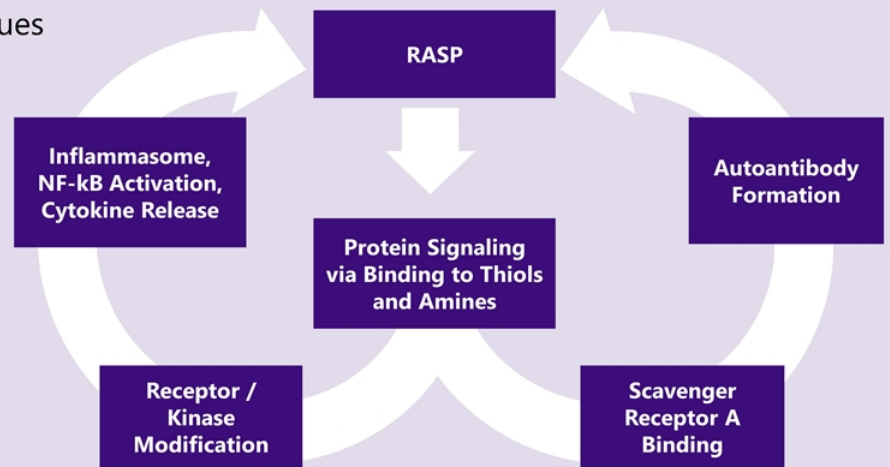 RASP
Inflammasome,
NF-kB Activation,
Cytokine Release
Autoantibody
Formation
Protein Signaling
via Binding to Thiols
and Amines
Receptor /
Kinase
Modification
Scavenger
Receptor A
Binding